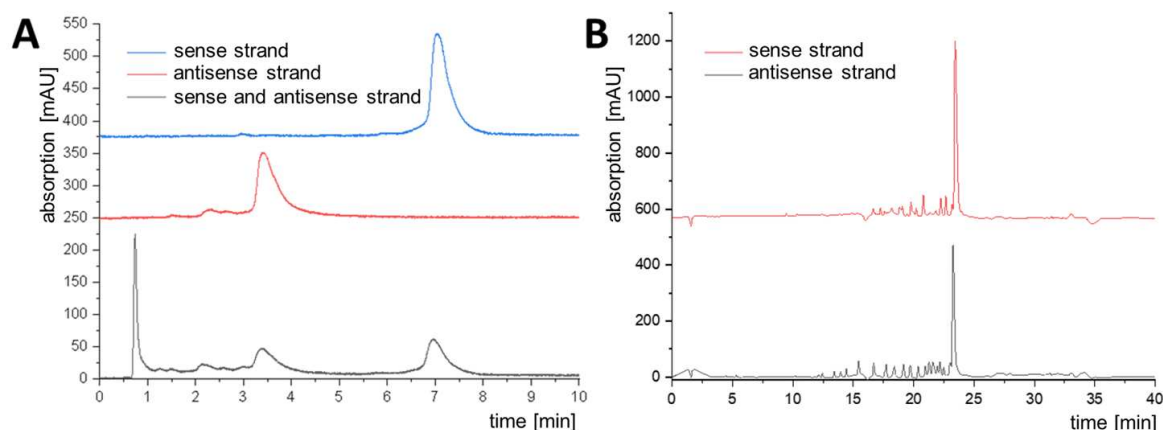 A
sense strand
antisense strand
sense and antisense strand
absorption [mAU]
550
500
450
400
350
300
250
200
150
100
50
0
0 1 2 3 4 5 6 7 8 9 10
time [min]
B
sense strand
antisense strand
absorption [mAU]
1200
1000
800
600
400
200
0
0 5 10 15 20 25 30 35 40
time [min]